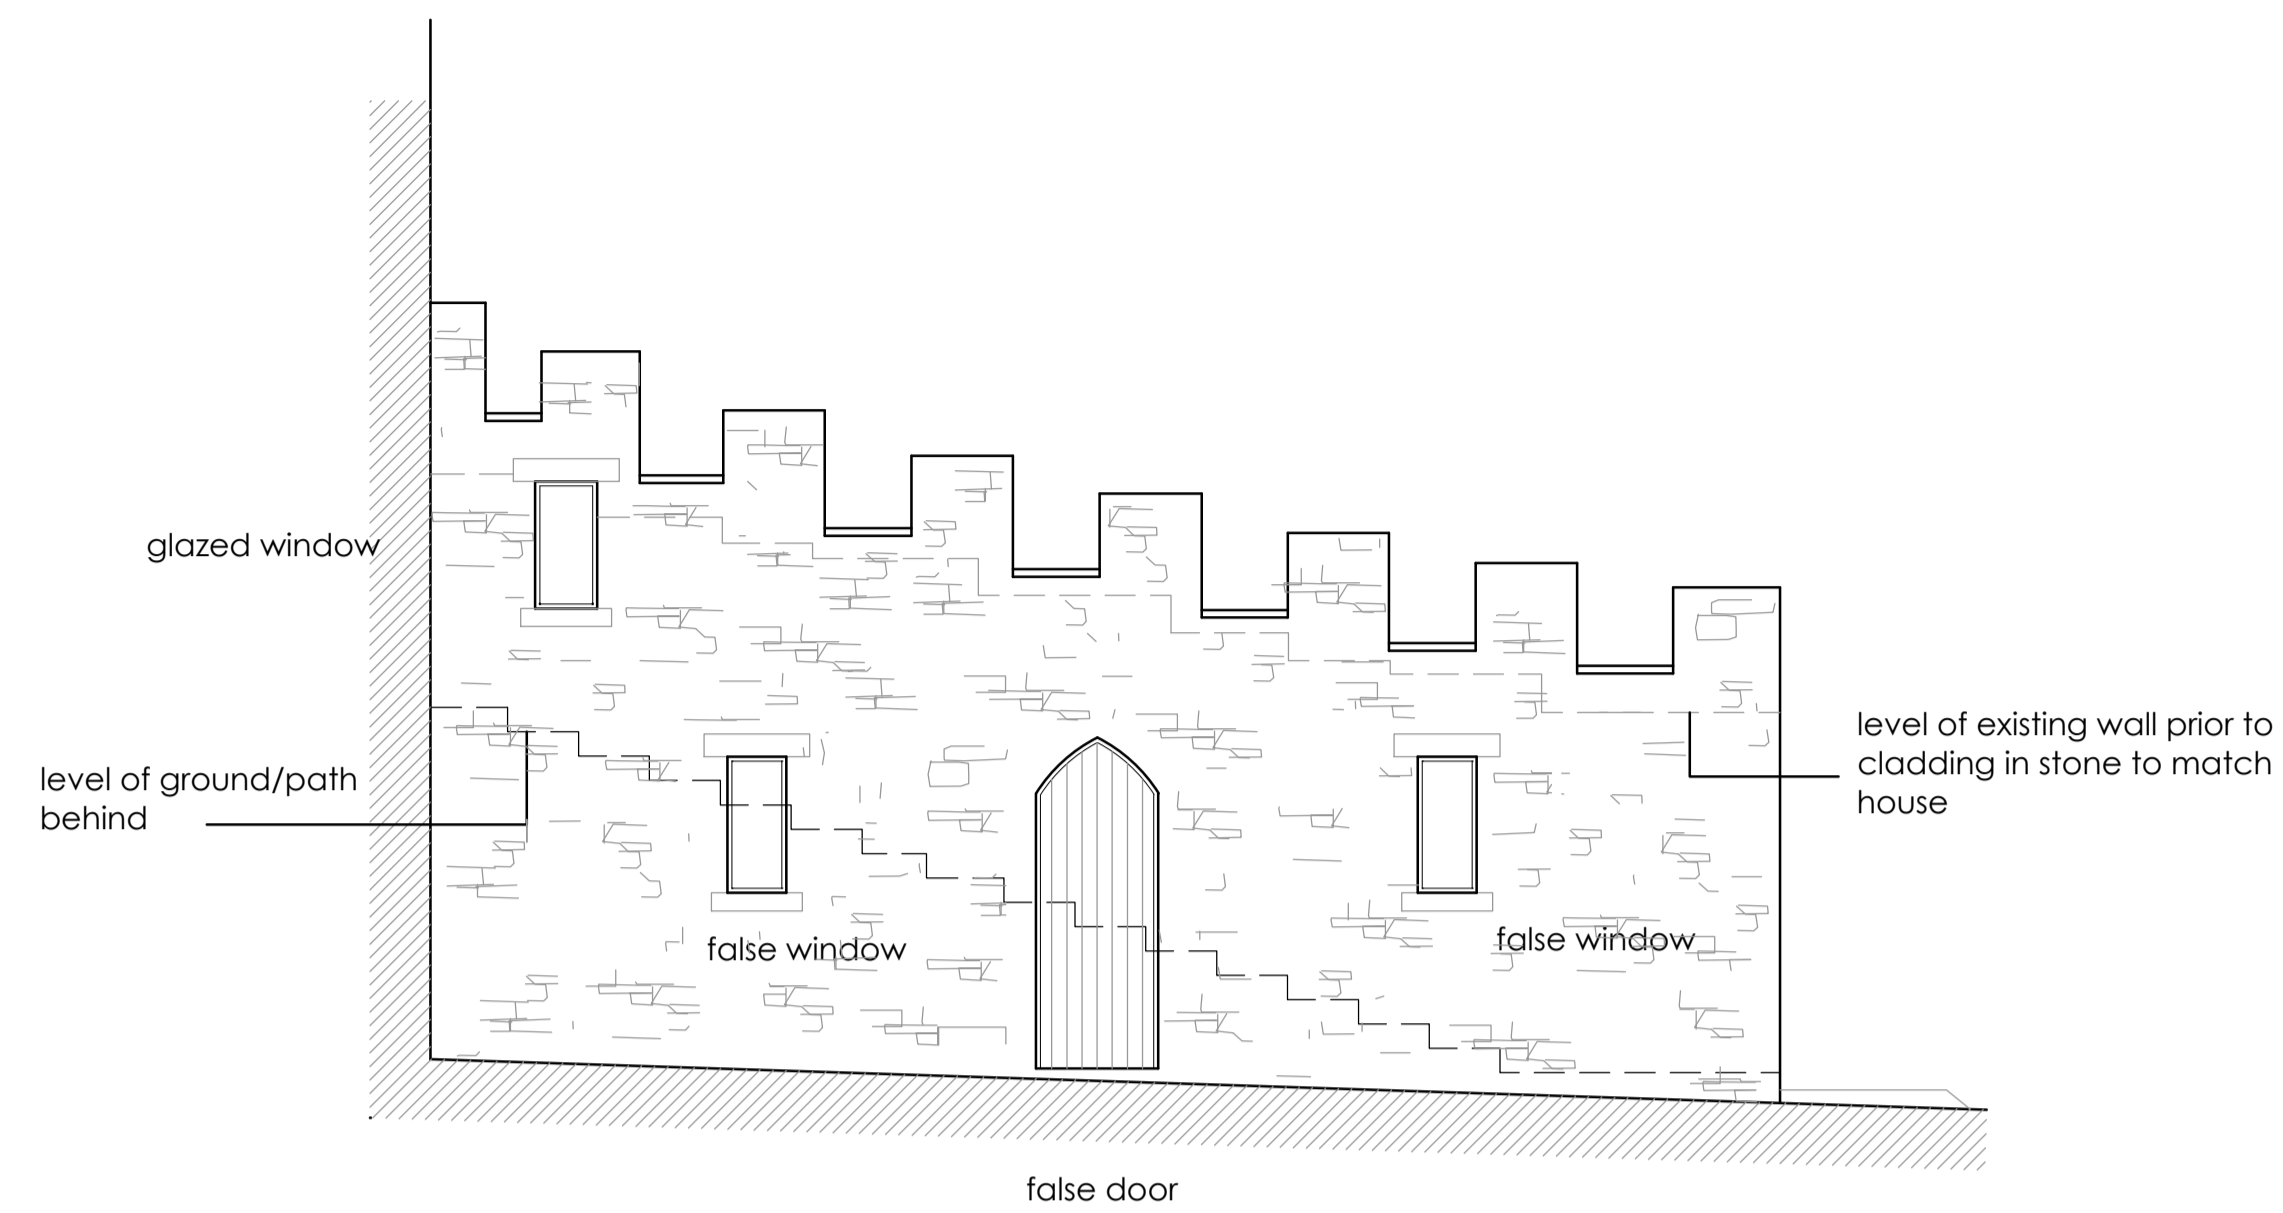 glazed window
level of existing wall prior to
cladding in stone to match
house
level of ground/path
behind
false window
false window
false door